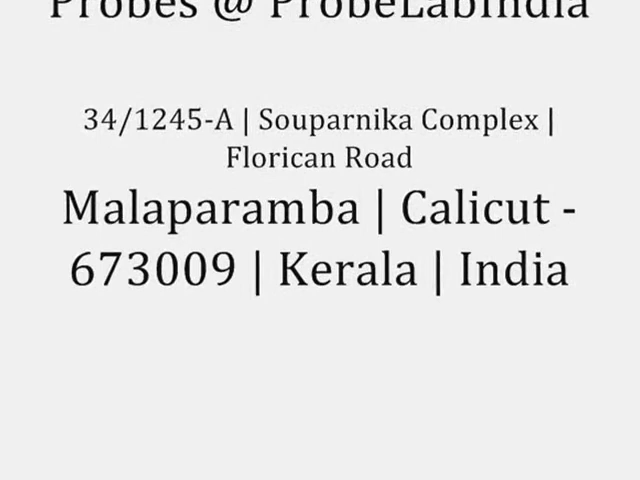 Probes @ ProbeLabIndia
34/1245-A | Souparnika Complex |
Florican Road
Malaparamba | Calicut -
673009 | Kerala | India